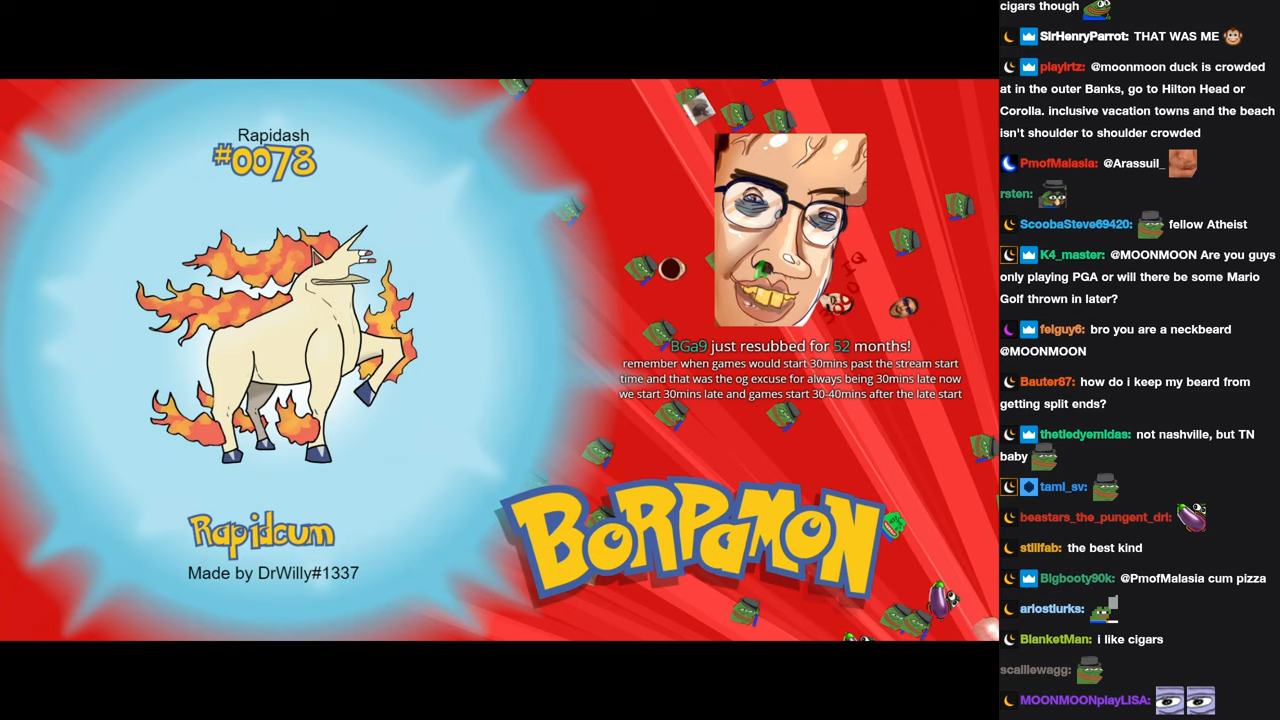 Rapidash
#0078
Rapidcum
Made by DrWilly#1337
BGa9 just resubbed for 52 months!
remember when games would start 30mins past the stream start
time and that was the og excuse for always being 30mins late now
we start 30mins late and games start 30-40mins after the late start
BORPAMON
cigars though
SirHenryParrot: THAT WAS ME
playlrtz: @moonmoon duck is crowded
at in the outer Banks, go to Hilton Head or
Corolla. inclusive vacation towns and the beach
isn't shoulder to shoulder crowded
PmofMalasia: @Arassuil_
rsten:
ScoobaSteve69420: fellow Atheist
K4_master: @MOONMOON Are you guys
only playing PGA or will there be some Mario
Golf thrown in later?
felguy6: bro you are a neckbeard
@MOONMOON
Bauter87: how do i keep my beard from
getting split ends?
thetiedyemidas: not nashville, but TN
baby
tami_sv:
beastars_the_pungent_drl:
stillfab: the best kind
Bigbooty90k: @PmofMalasia cum pizza
arlostlurks:
BlanketMan: i like cigars
scalliewagg:
MOONMOONplayLISA: